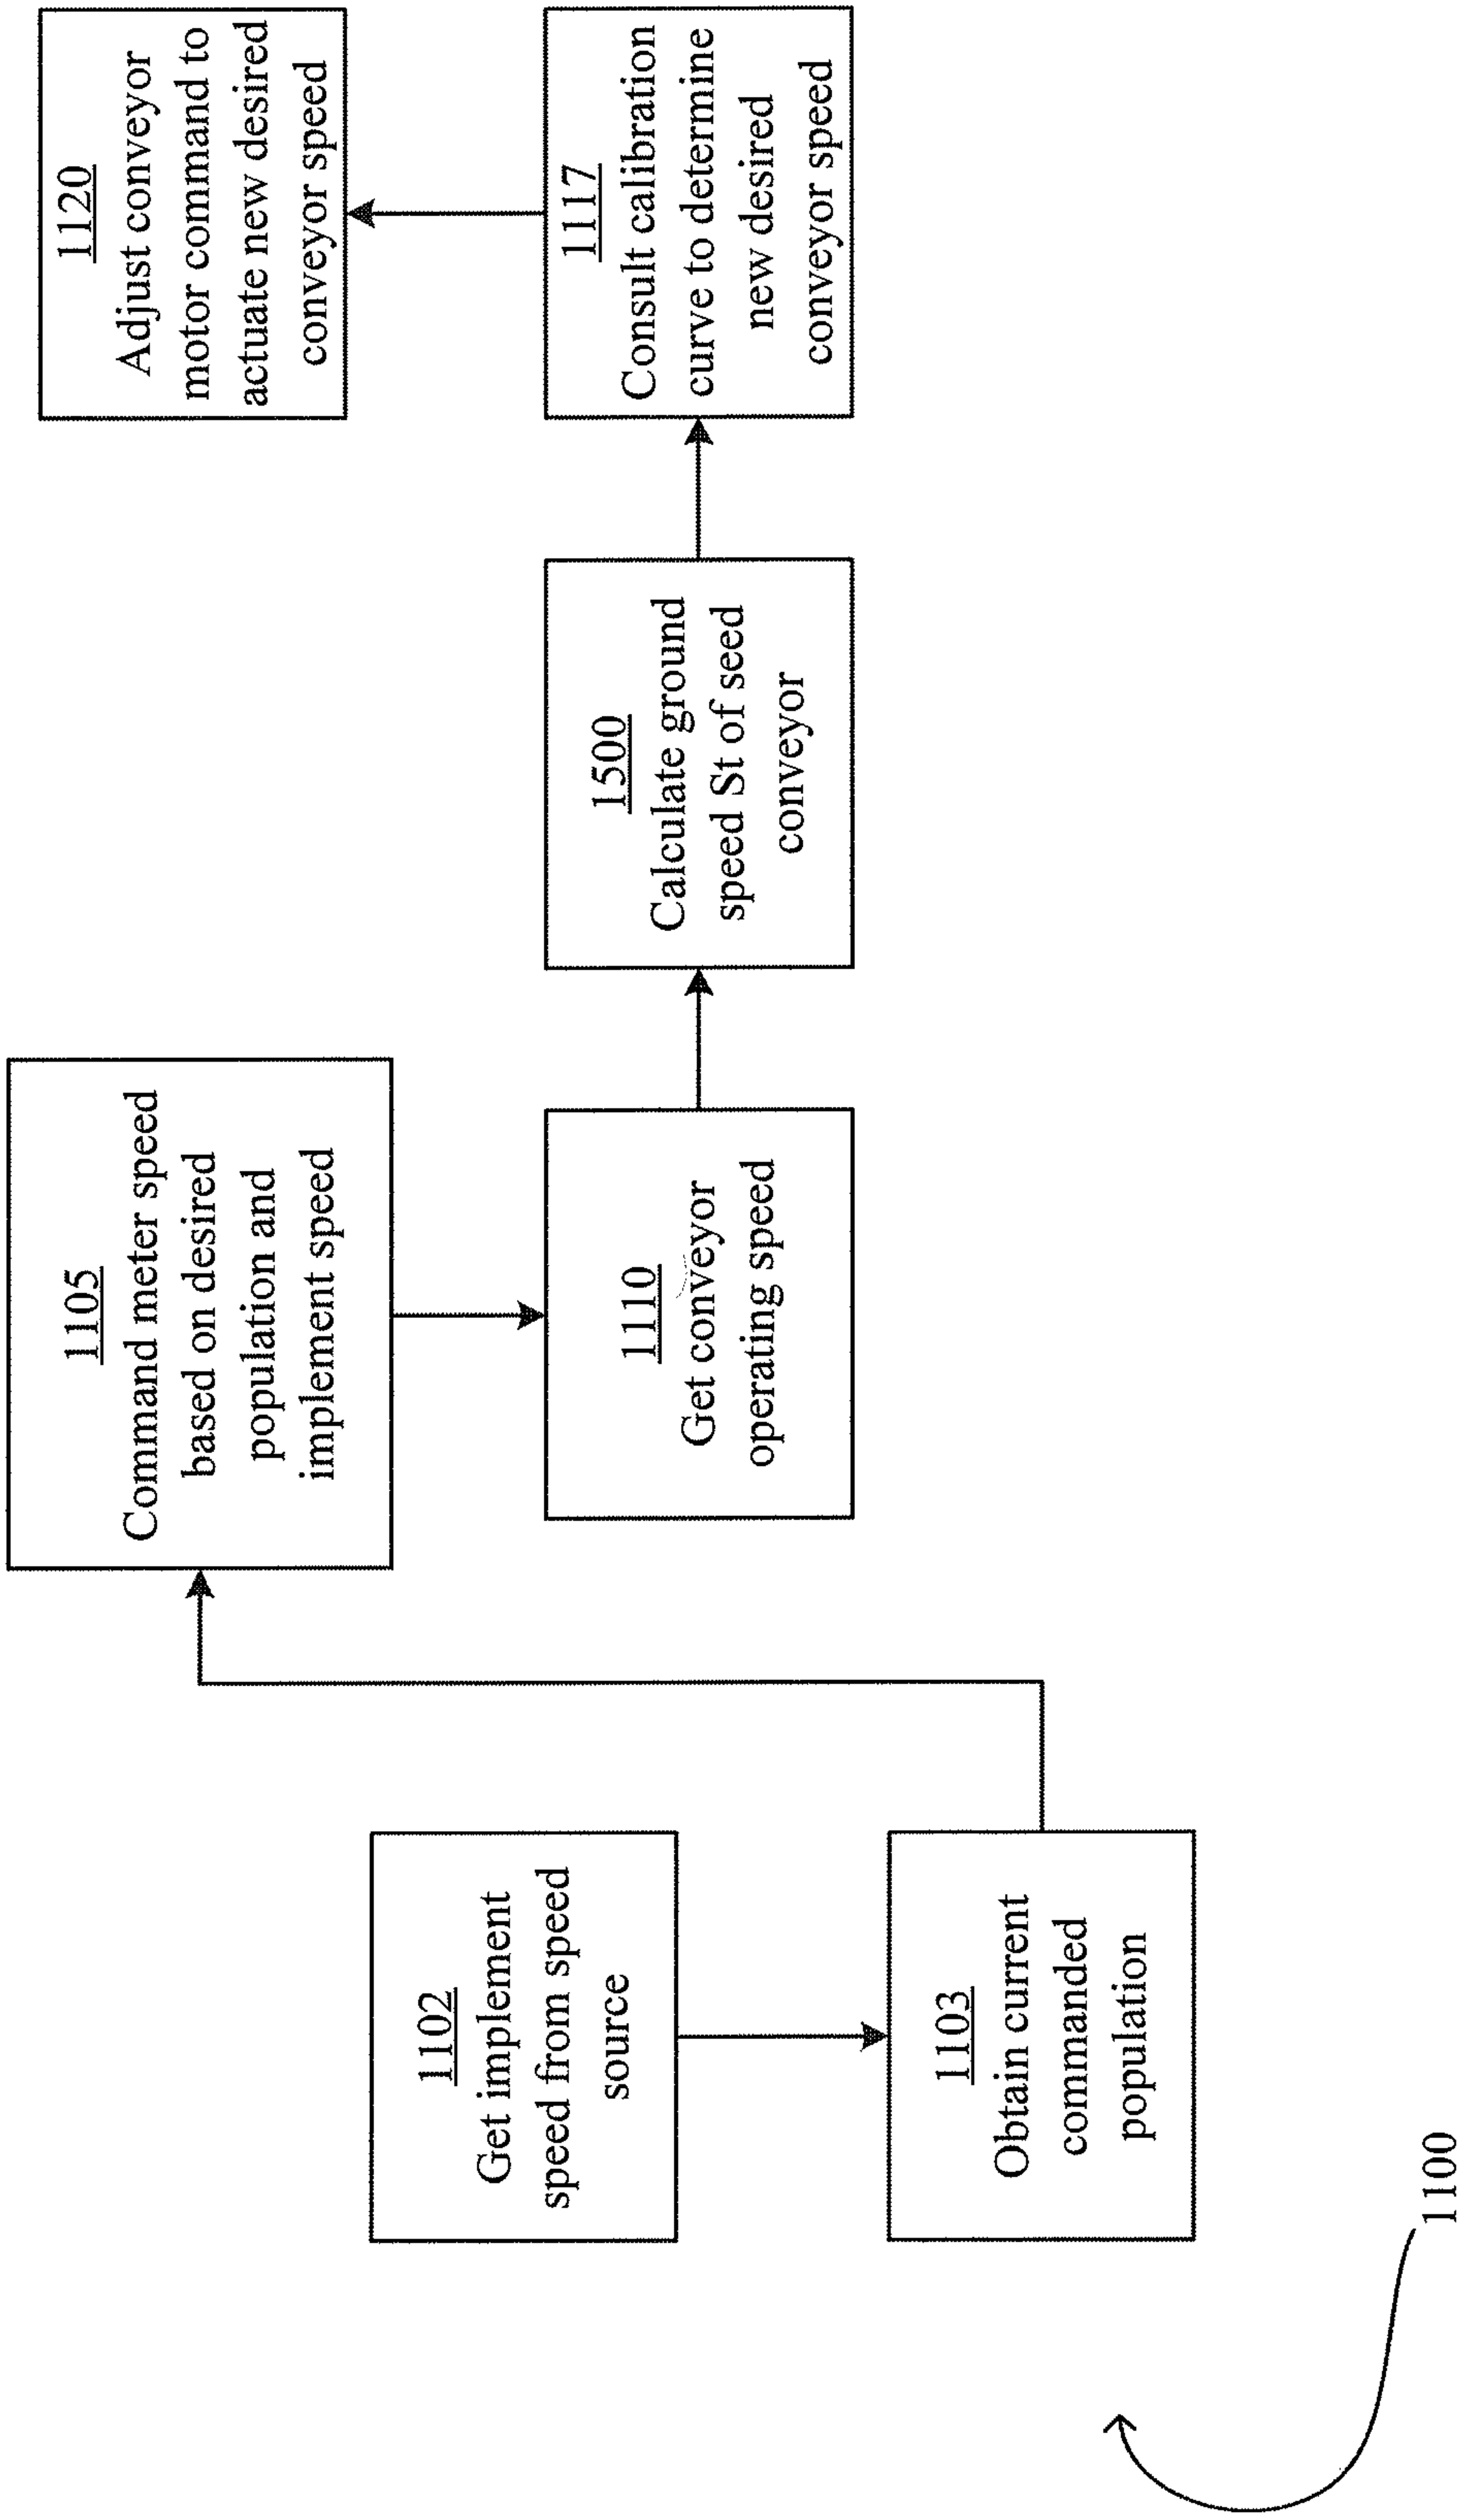 1102
Get implement
speed from speed
source
1103
Obtain current
commanded
population
1105
Command meter speed
based on desired
population and
implement speed
1110
Get conveyor
operating speed
1500
Calculate ground
speed St of seed
conveyor
1117
Consult calibration
curve to determine
new desired
conveyor speed
1120
Adjust conveyor
motor command to
actuate new desired
conveyor speed
1100